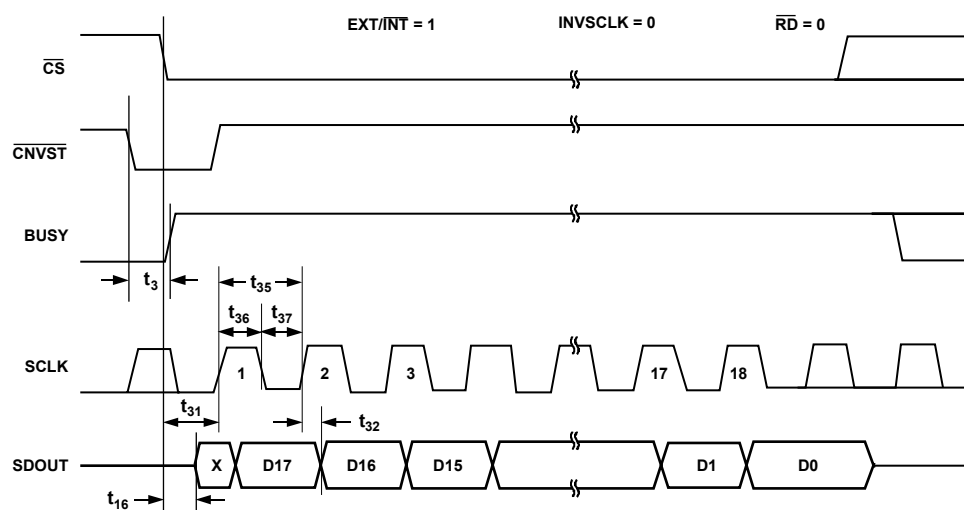 EXT/INT = 1 INVSCLK = 0 RD = 0
CS
CNVST
BUSY
t3 t35
t36 t37
SCLK 1 2 3 17 18
t31 t32
SDOUT X D17 D16 D15 D1 D0
t16